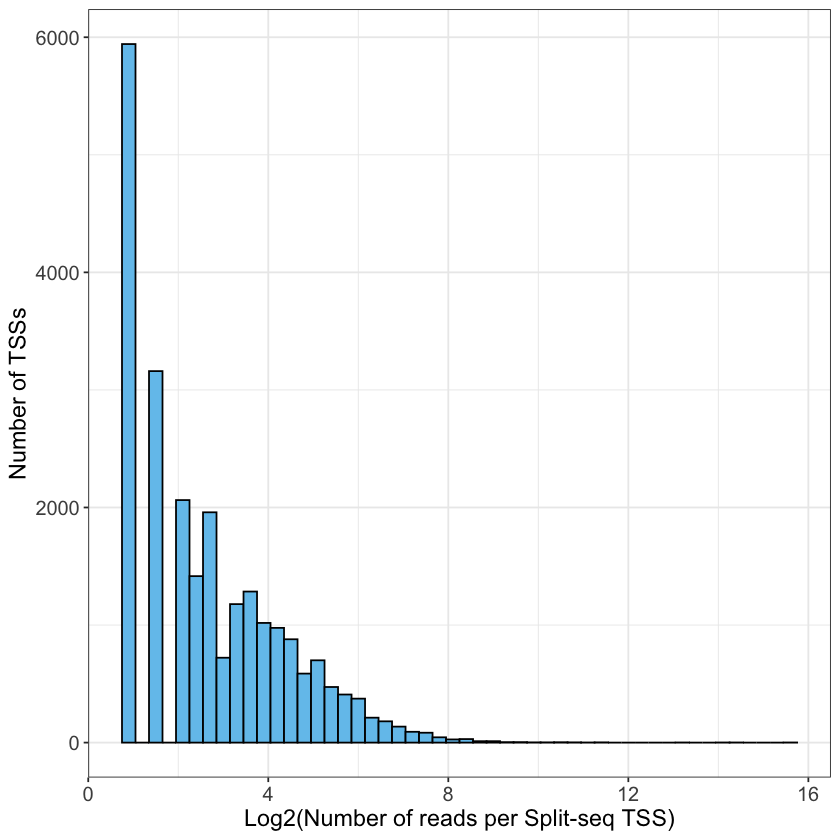 Number of TSSs
6000
4000
2000
0
0 4 8 12 16
Log2(Number of reads per Split-seq TSS)